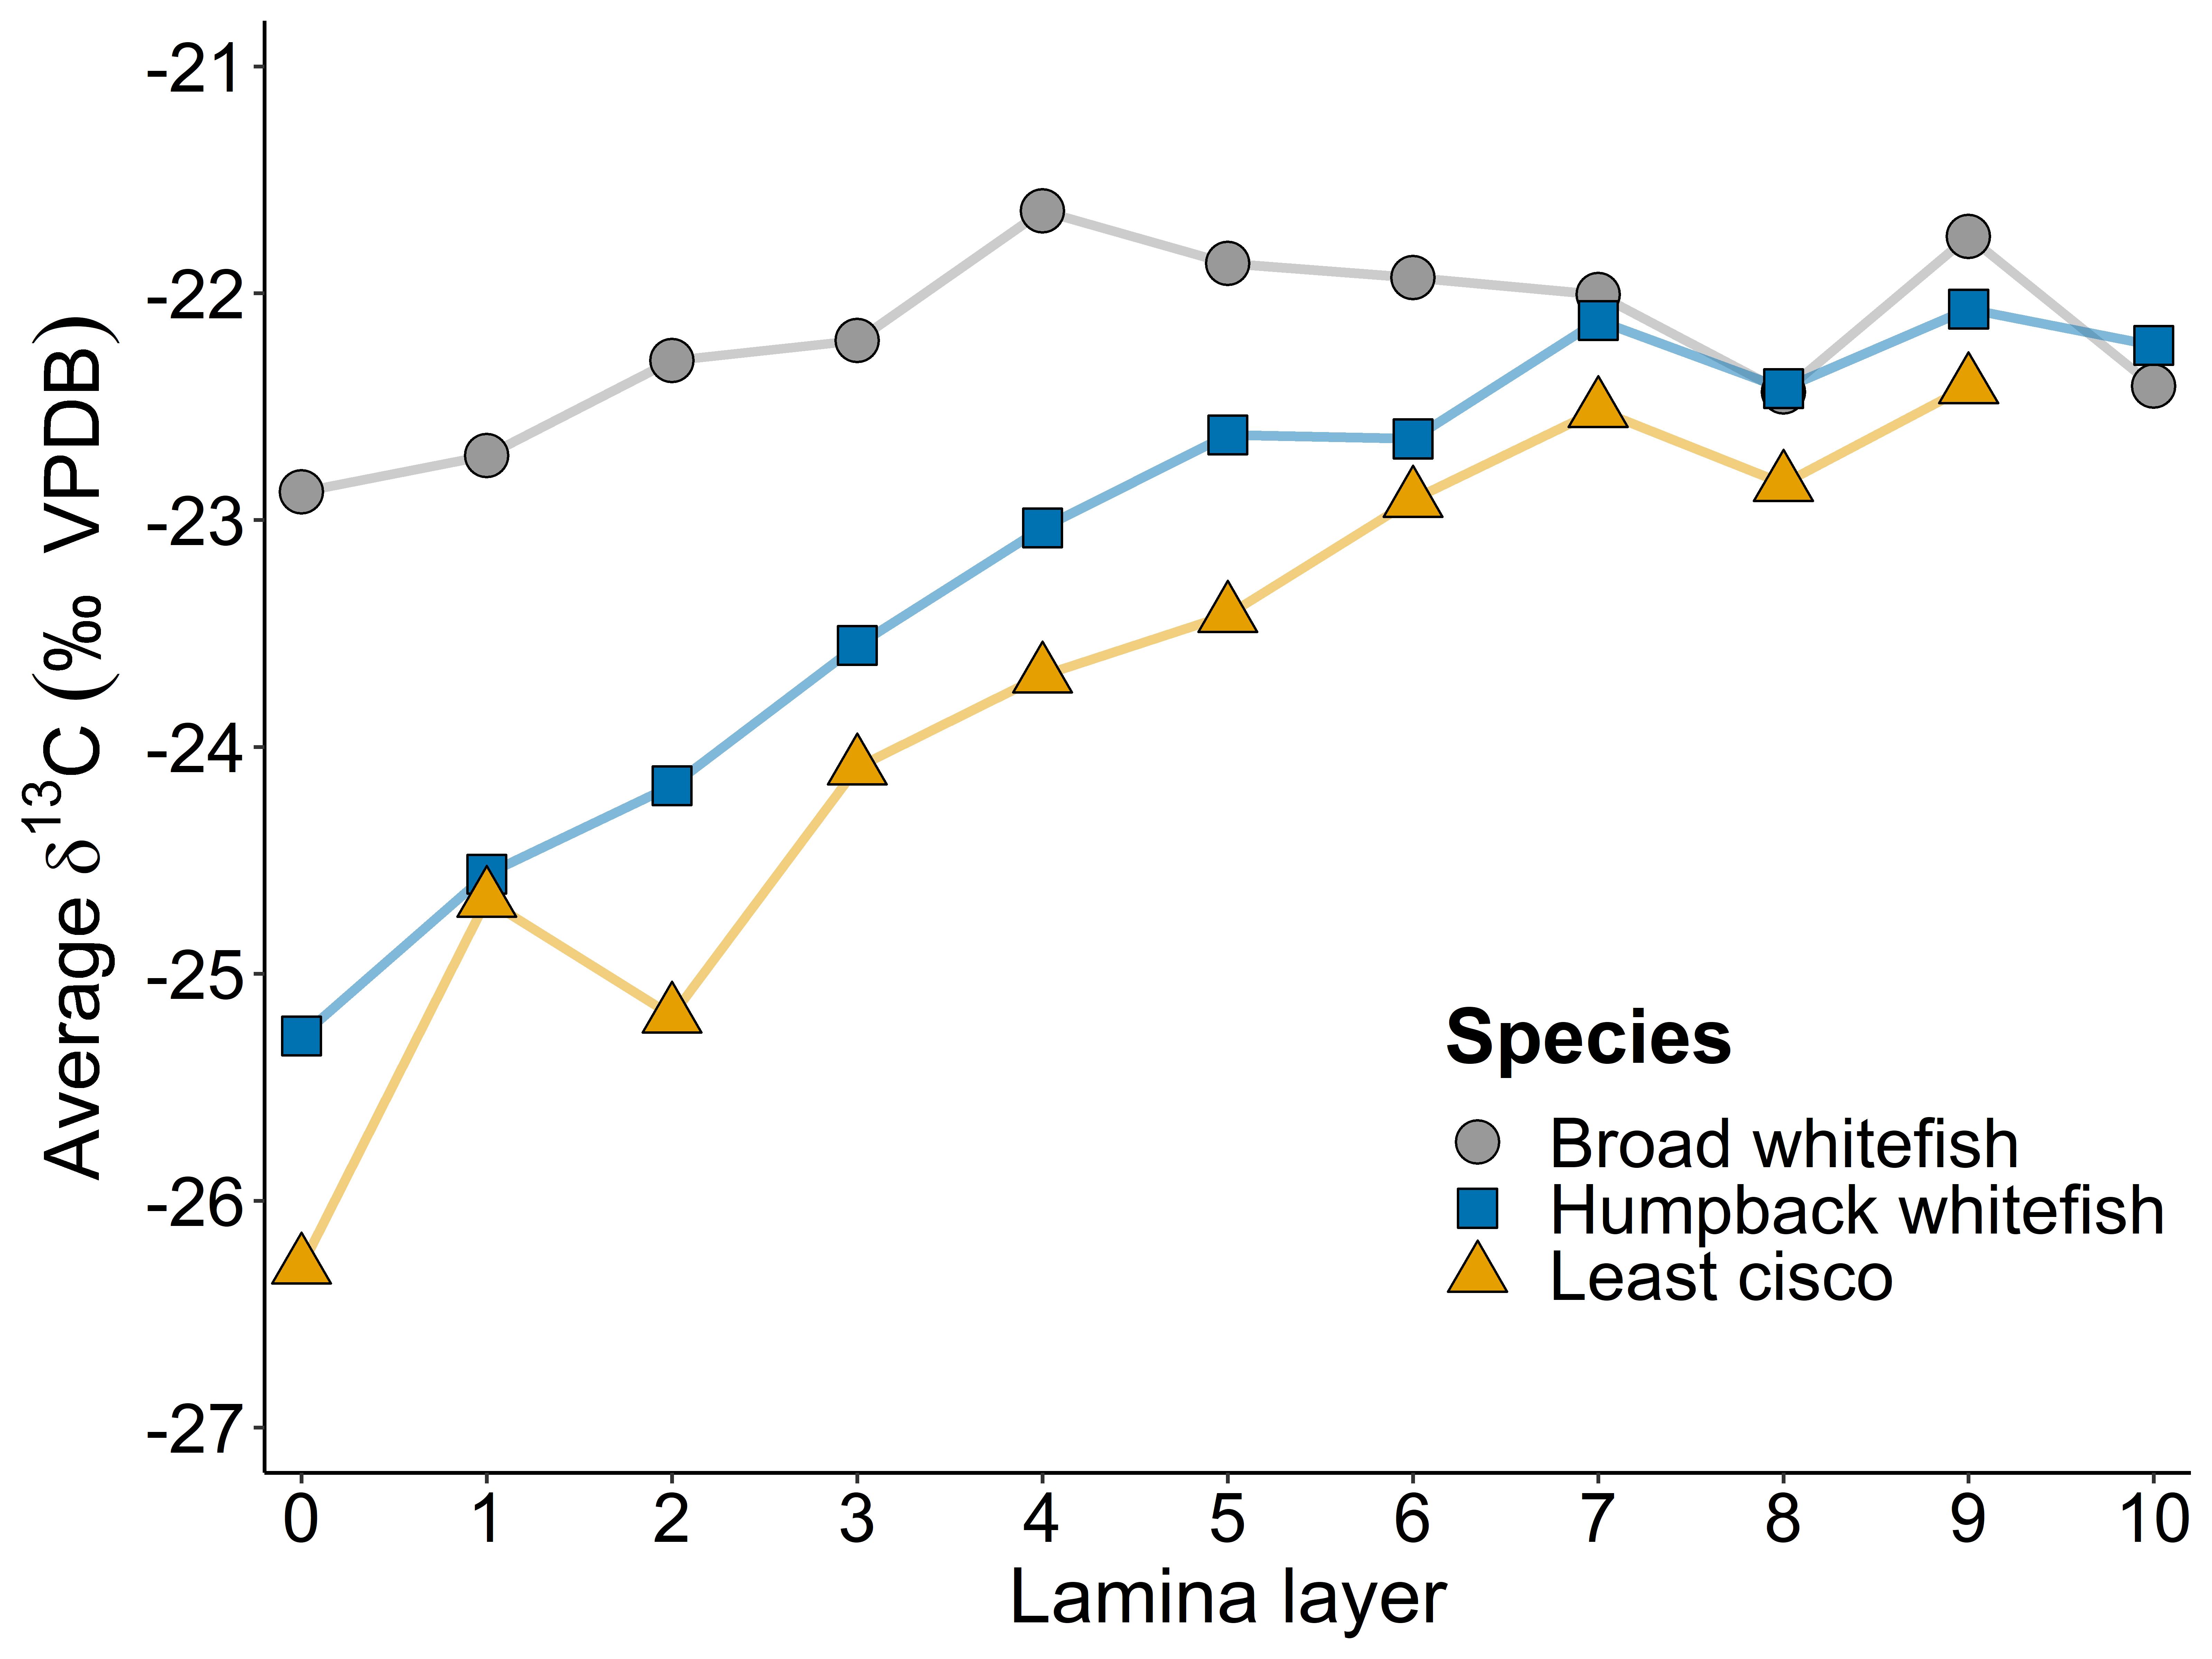 -21
-22
-23
-24
-25
-26
-27
Average δ¹³C (‰ VPDB)
0 1 2 3 4 5 6 7 8 9 10
Lamina layer
Species
Broad whitefish
Humpback whitefish
Least cisco